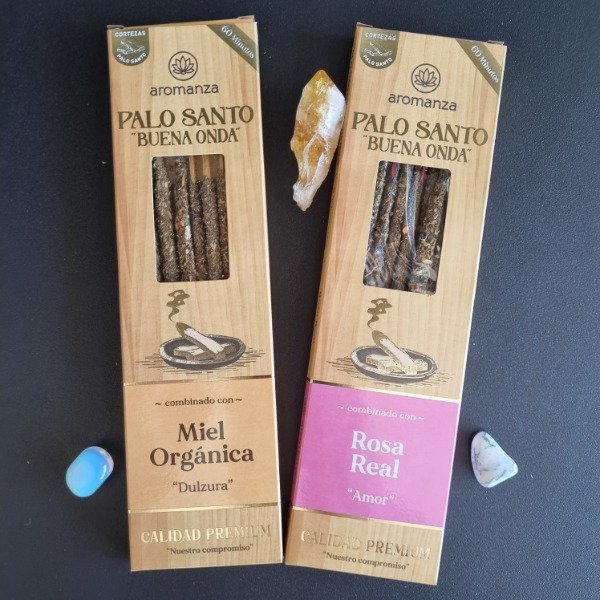 CORTEZAS
PALO SANTO
60 Minutos
aromanza
PALO SANTO
"BUENA ONDA"
~ combinado con ~
Miel
Orgánica
"Dulzura"
CALIDAD PREMIUM
"Nuestro compromiso"
CORTEZAS
PALO SANTO
60 Minutos
aromanza
PALO SANTO
"BUENA ONDA"
~ combinado con ~
Rosa
Real
"Amor"
CALIDAD PREMIUM
"Nuestro compromiso"